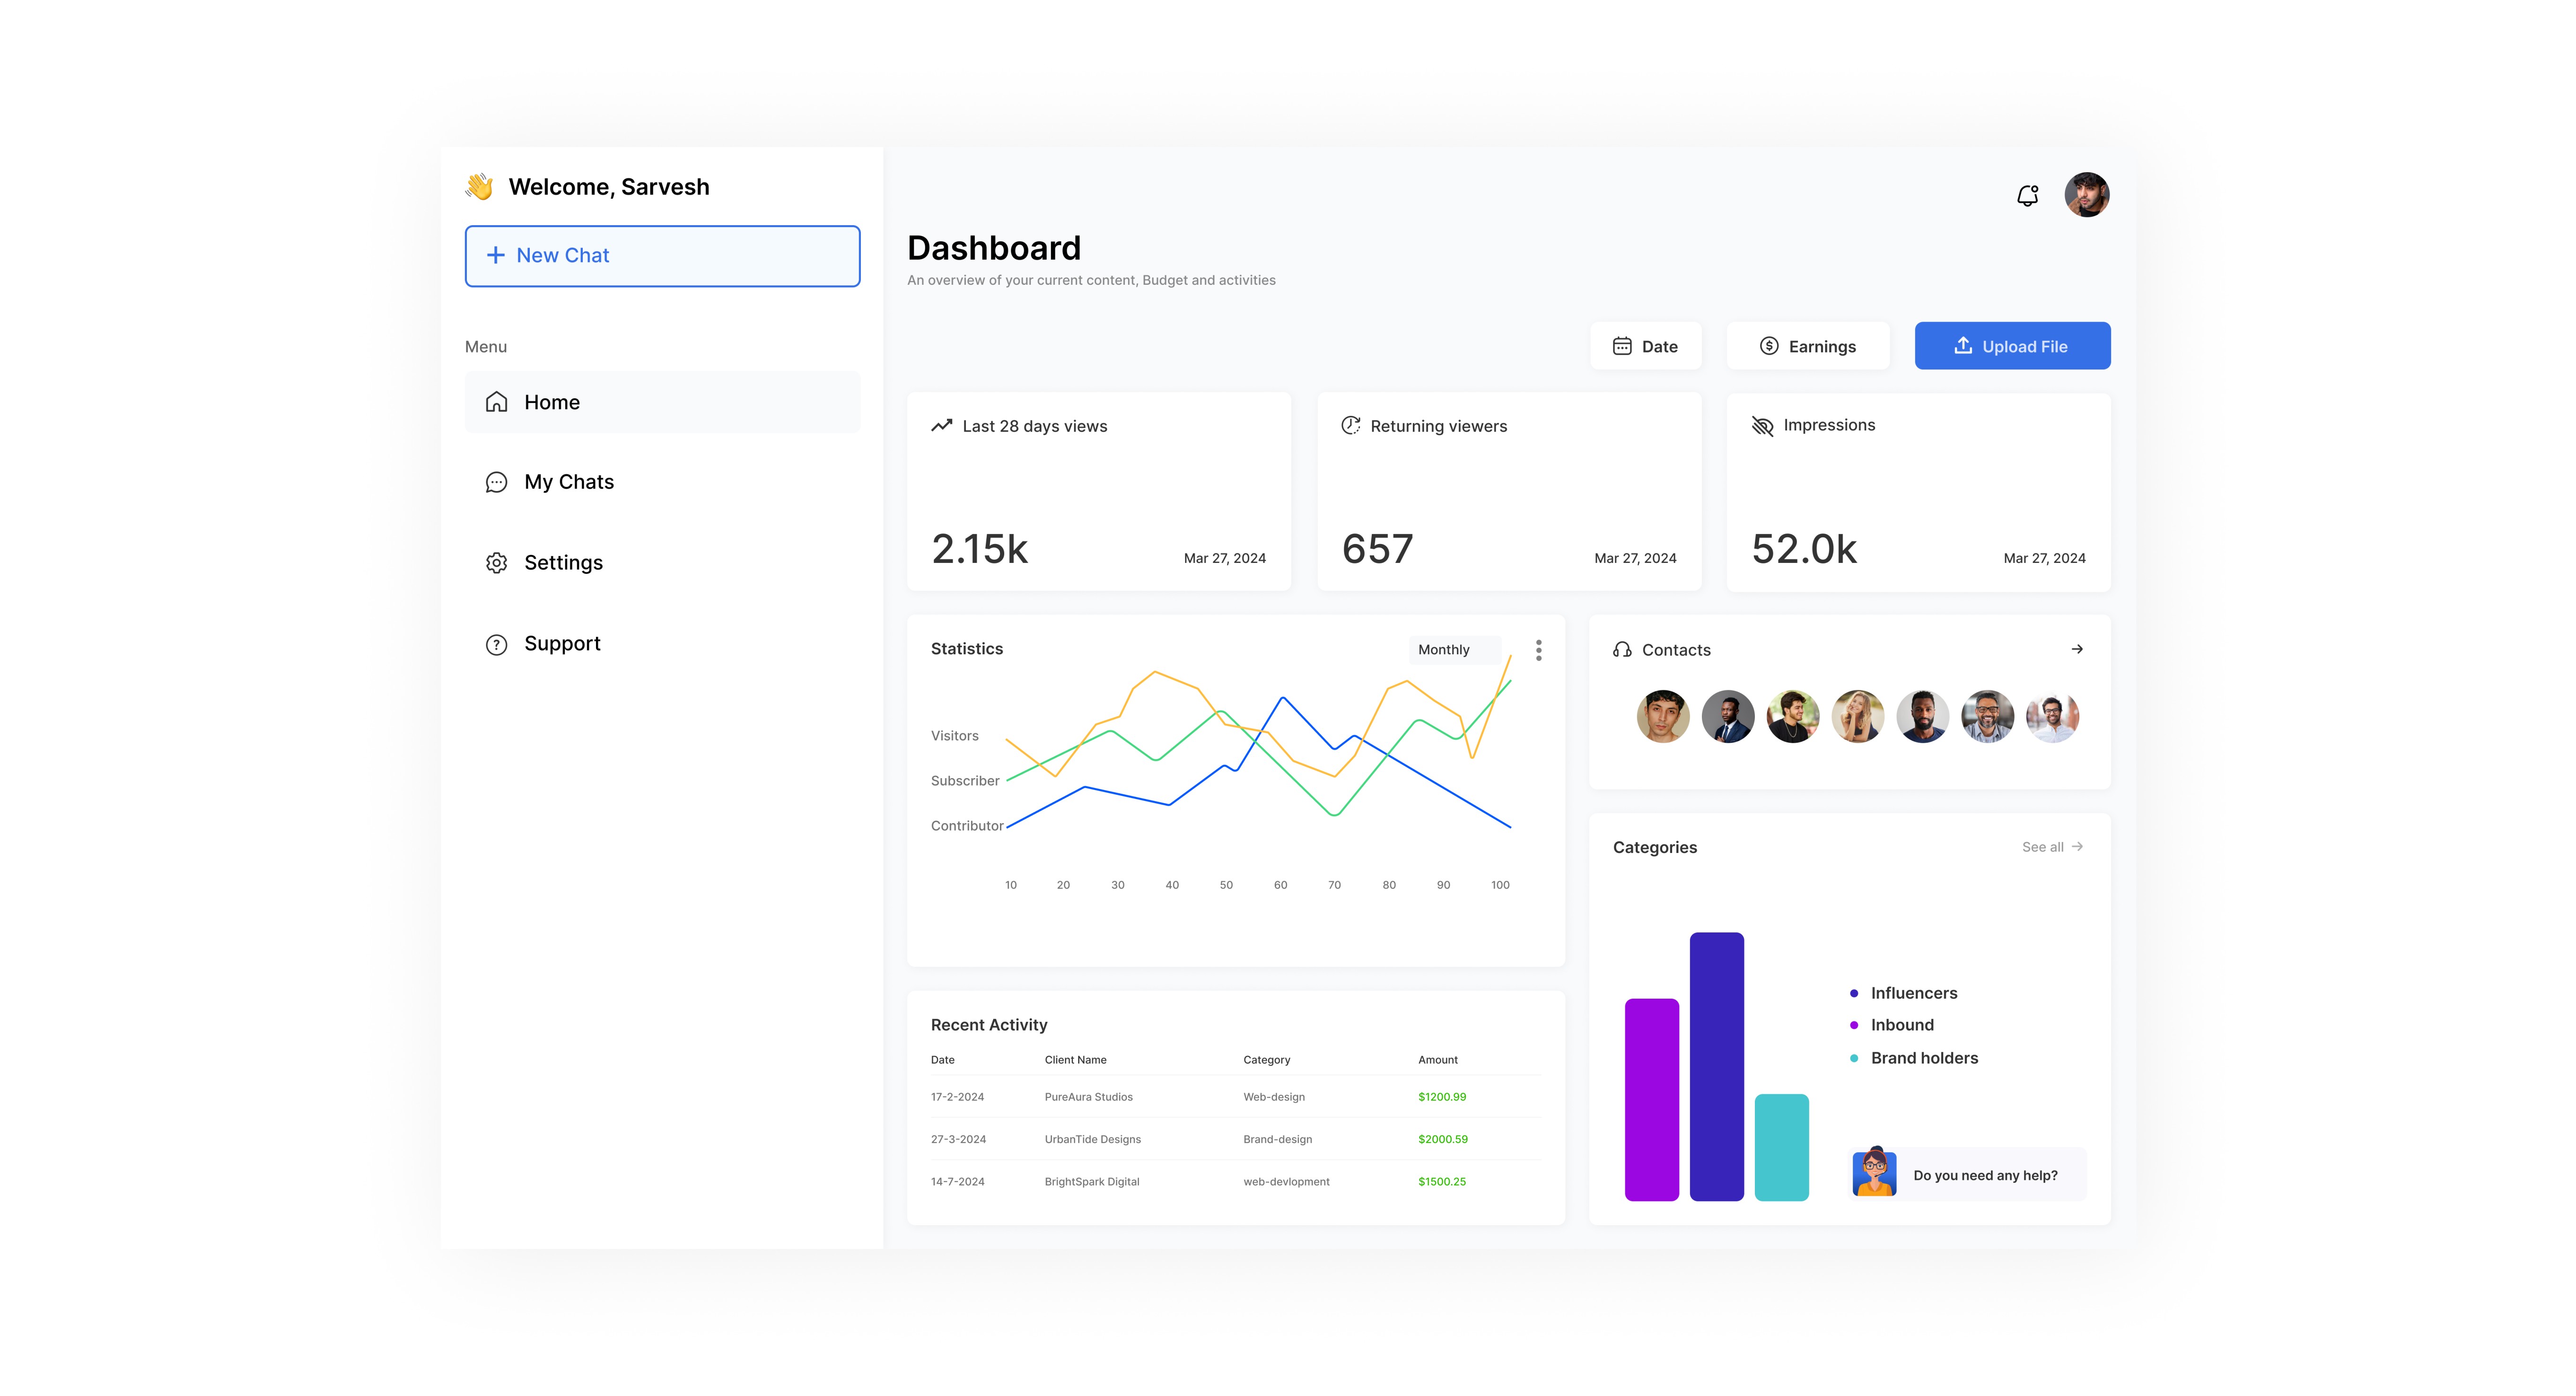 Welcome, Sarvesh
New Chat
Menu
Home
My Chats
Settings
Support
Dashboard
An overview of your current content, Budget and activities
Date
Earnings
Upload File
Last 28 days views
2.15k
Mar 27, 2024
Returning viewers
657
Mar 27, 2024
Impressions
52.0k
Mar 27, 2024
Statistics
Monthly
Visitors
Subscriber
Contributor
10 20 30 40 50 60 70 80 90 100
Contacts
Categories
See all
Influencers
Inbound
Brand holders
Do you need any help?
Recent Activity
Date Client Name Category Amount
17-2-2024 PureAura Studios Web-design $1200.99
27-3-2024 UrbanTide Designs Brand-design $2000.59
14-7-2024 BrightSpark Digital web-devlopment $1500.25